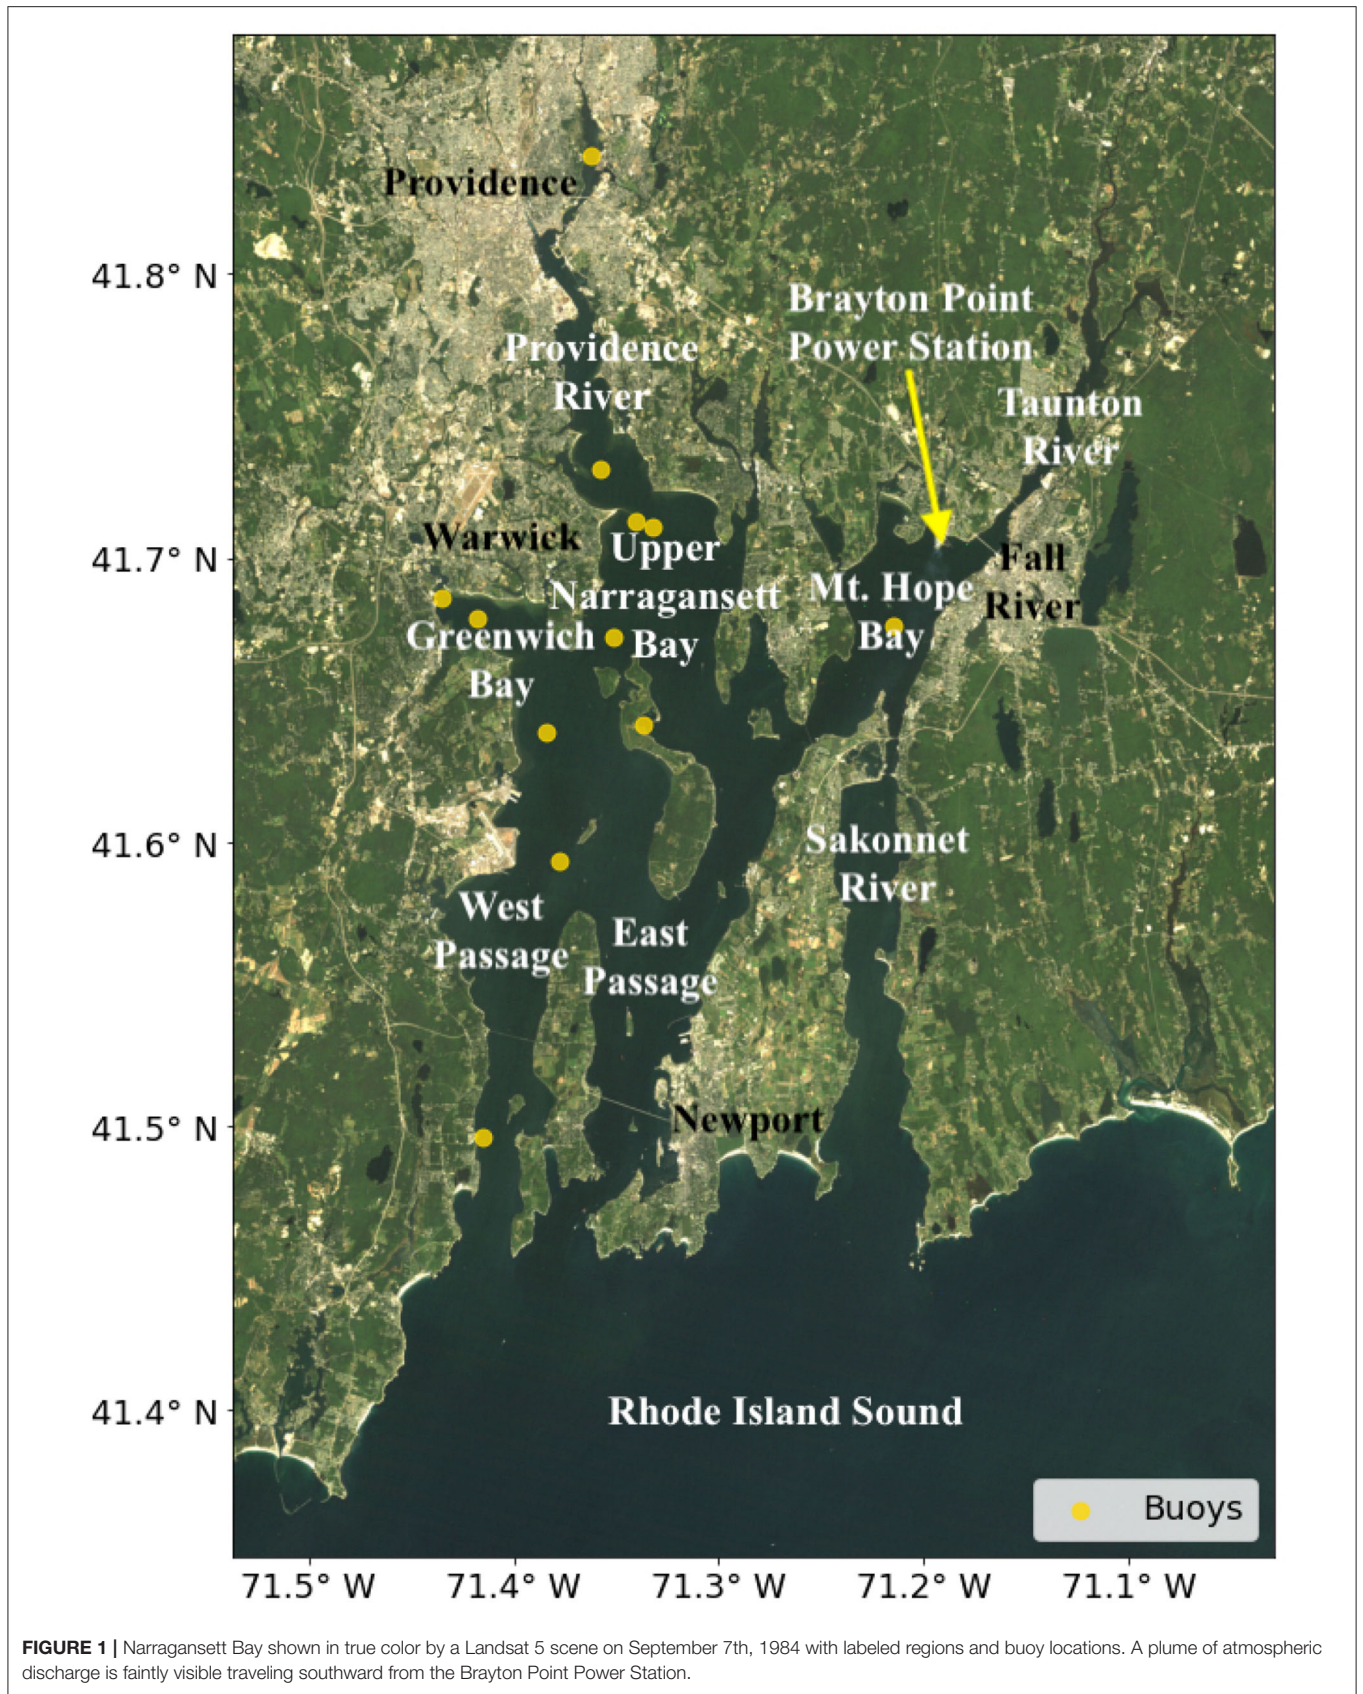 Providence
41.8° N
Brayton Point
Power Station
Providence
River
Taunton
River
Warwick
41.7° N
Upper
Narragansett
Bay
Fall
River
Mt. Hope
Bay
Greenwich
Bay
41.6° N
Sakonnet
River
West
Passage
East
Passage
41.5° N
Newport
41.4° N
Rhode Island Sound
Buoys
71.5° W 71.4° W 71.3° W 71.2° W 71.1° W
FIGURE 1 | Narragansett Bay shown in true color by a Landsat 5 scene on September 7th, 1984 with labeled regions and buoy locations. A plume of atmospheric
discharge is faintly visible traveling southward from the Brayton Point Power Station.